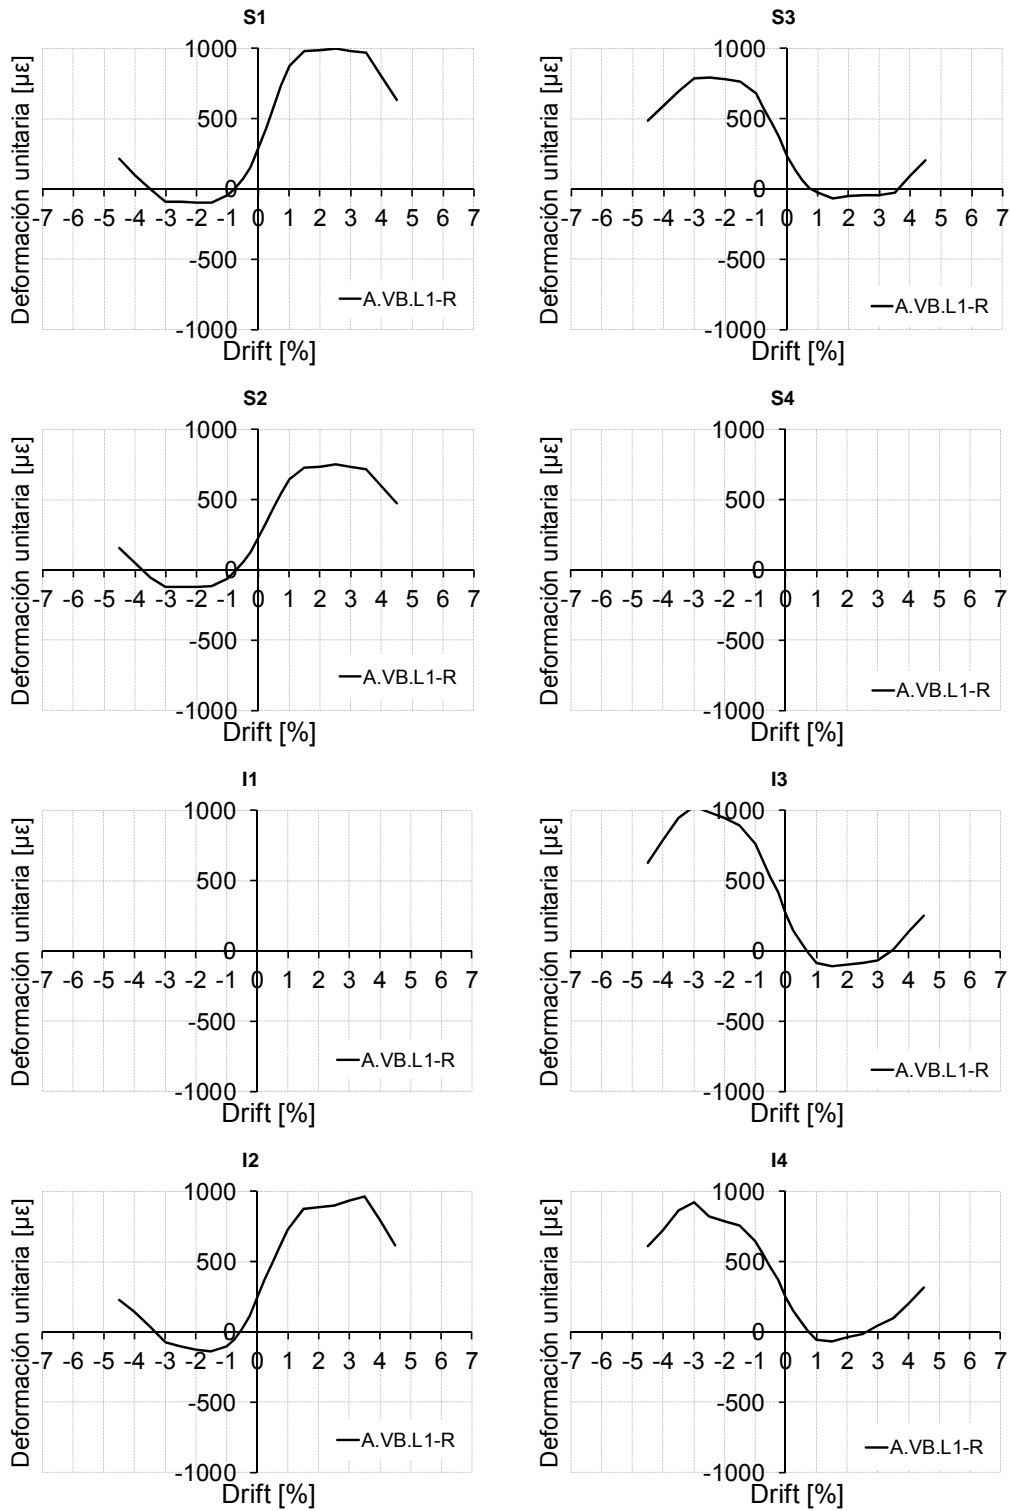 S1
Deformación unitaria [µε]
1000
500
0
-500
-1000
-7 -6 -5 -4 -3 -2 -1 0 1 2 3 4 5 6 7
A.VB.L1-R
Drift [%]
S3
Deformación unitaria [µε]
1000
500
0
-500
-1000
-7 -6 -5 -4 -3 -2 -1 0 1 2 3 4 5 6 7
A.VB.L1-R
Drift [%]
S2
Deformación unitaria [µε]
1000
500
0
-500
-1000
-7 -6 -5 -4 -3 -2 -1 0 1 2 3 4 5 6 7
A.VB.L1-R
Drift [%]
S4
Deformación unitaria [µε]
1000
500
0
-500
-1000
-7 -6 -5 -4 -3 -2 -1 0 1 2 3 4 5 6 7
A.VB.L1-R
Drift [%]
I1
Deformación unitaria [µε]
1000
500
0
-500
-1000
-7 -6 -5 -4 -3 -2 -1 0 1 2 3 4 5 6 7
A.VB.L1-R
Drift [%]
I3
Deformación unitaria [µε]
1000
500
0
-500
-1000
-7 -6 -5 -4 -3 -2 -1 0 1 2 3 4 5 6 7
A.VB.L1-R
Drift [%]
I2
Deformación unitaria [µε]
1000
500
0
-500
-1000
-7 -6 -5 -4 -3 -2 -1 0 1 2 3 4 5 6 7
A.VB.L1-R
Drift [%]
I4
Deformación unitaria [µε]
1000
500
0
-500
-1000
-7 -6 -5 -4 -3 -2 -1 0 1 2 3 4 5 6 7
A.VB.L1-R
Drift [%]